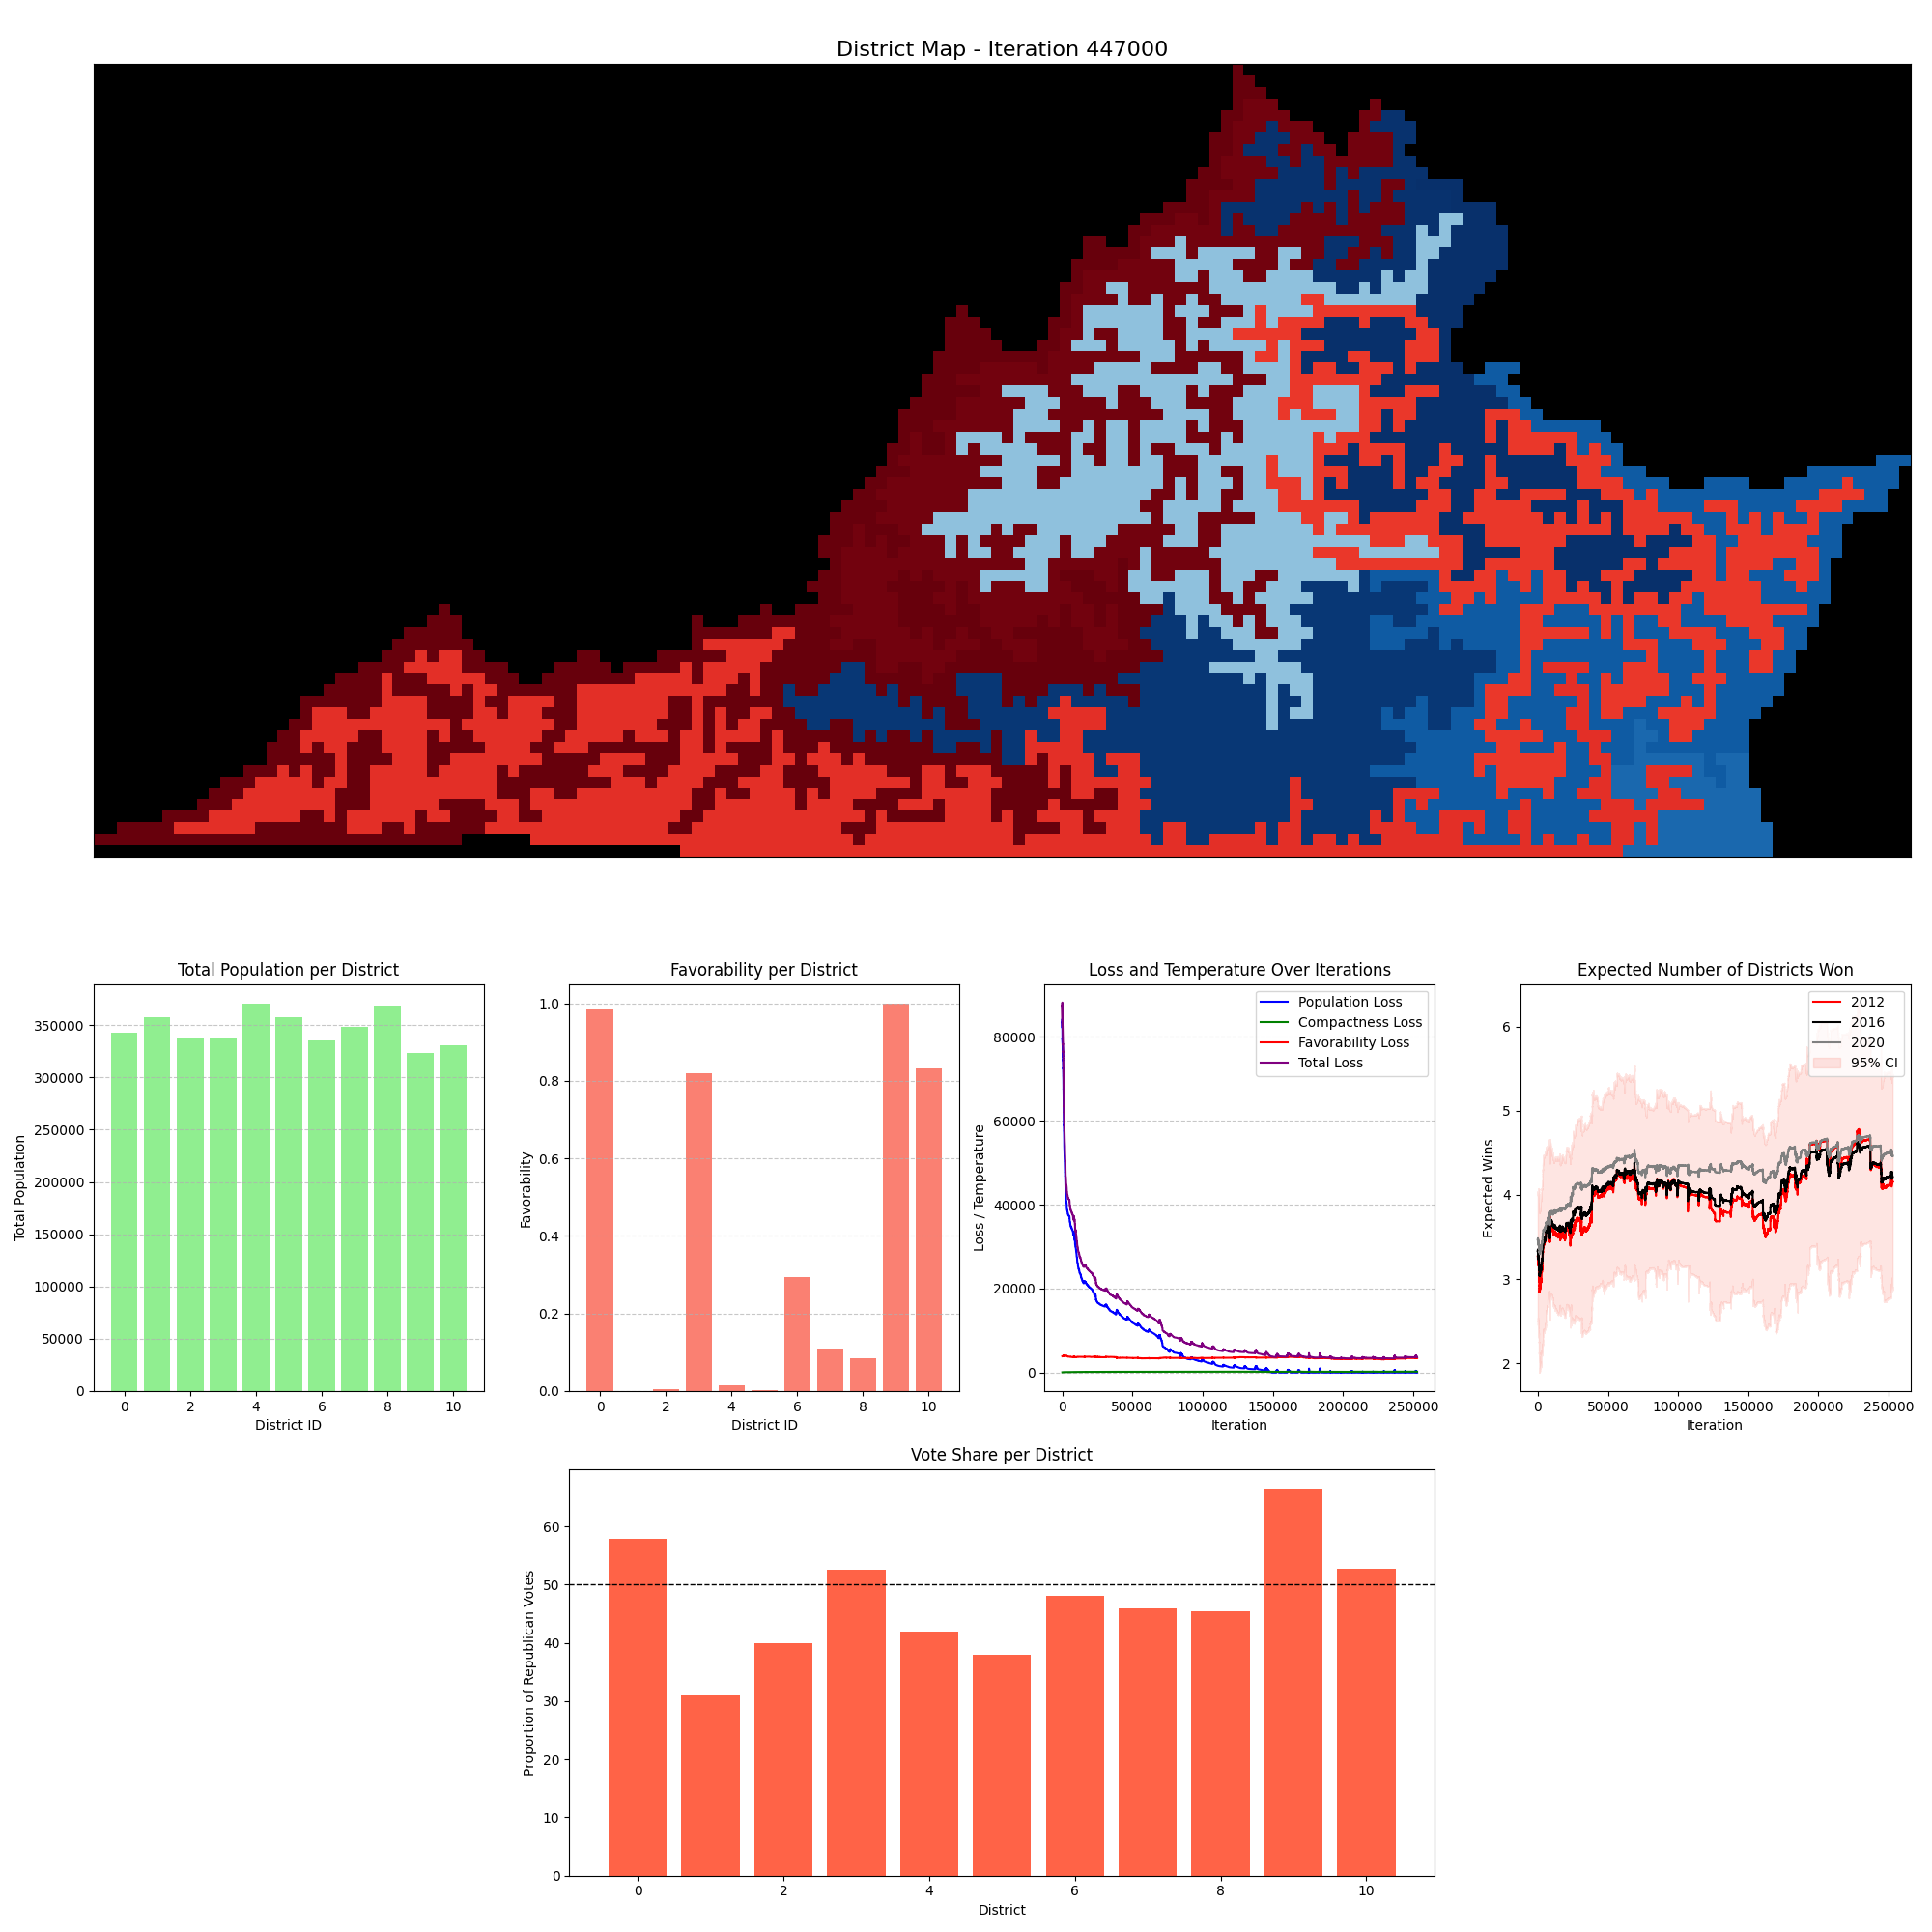 District Map - Iteration 447000
Total Population per District
Total Population
350000
300000
250000
200000
150000
100000
50000
0
0 2 4 6 8 10
District ID
Favorability per District
Favorability
1.0
0.8
0.6
0.4
0.2
0.0
0 2 4 6 8 10
District ID
Loss and Temperature Over Iterations
Loss / Temperature
80000
60000
40000
20000
0
Population Loss
Compactness Loss
Favorability Loss
Total Loss
0 50000 100000 150000 200000 250000
Iteration
Expected Number of Districts Won
Expected Wins
6
5
4
3
2
2012
2016
2020
95% CI
0 50000 100000 150000 200000 250000
Iteration
Vote Share per District
Proportion of Republican Votes
60
50
40
30
20
10
0
0 2 4 6 8 10
District